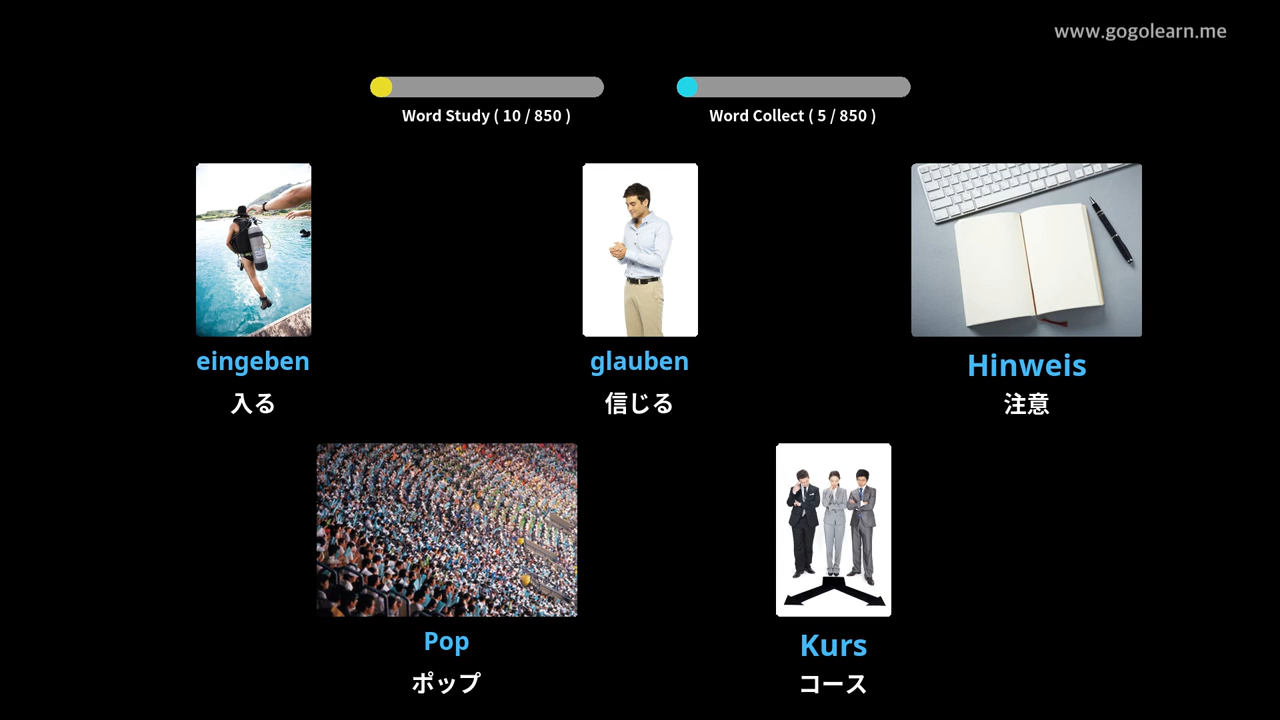 www.gogolearn.me
Word Study ( 10 / 850 )
Word Collect ( 5 / 850 )
eingeben
入る
glauben
信じる
Hinweis
注意
Pop
ポップ
Kurs
コース